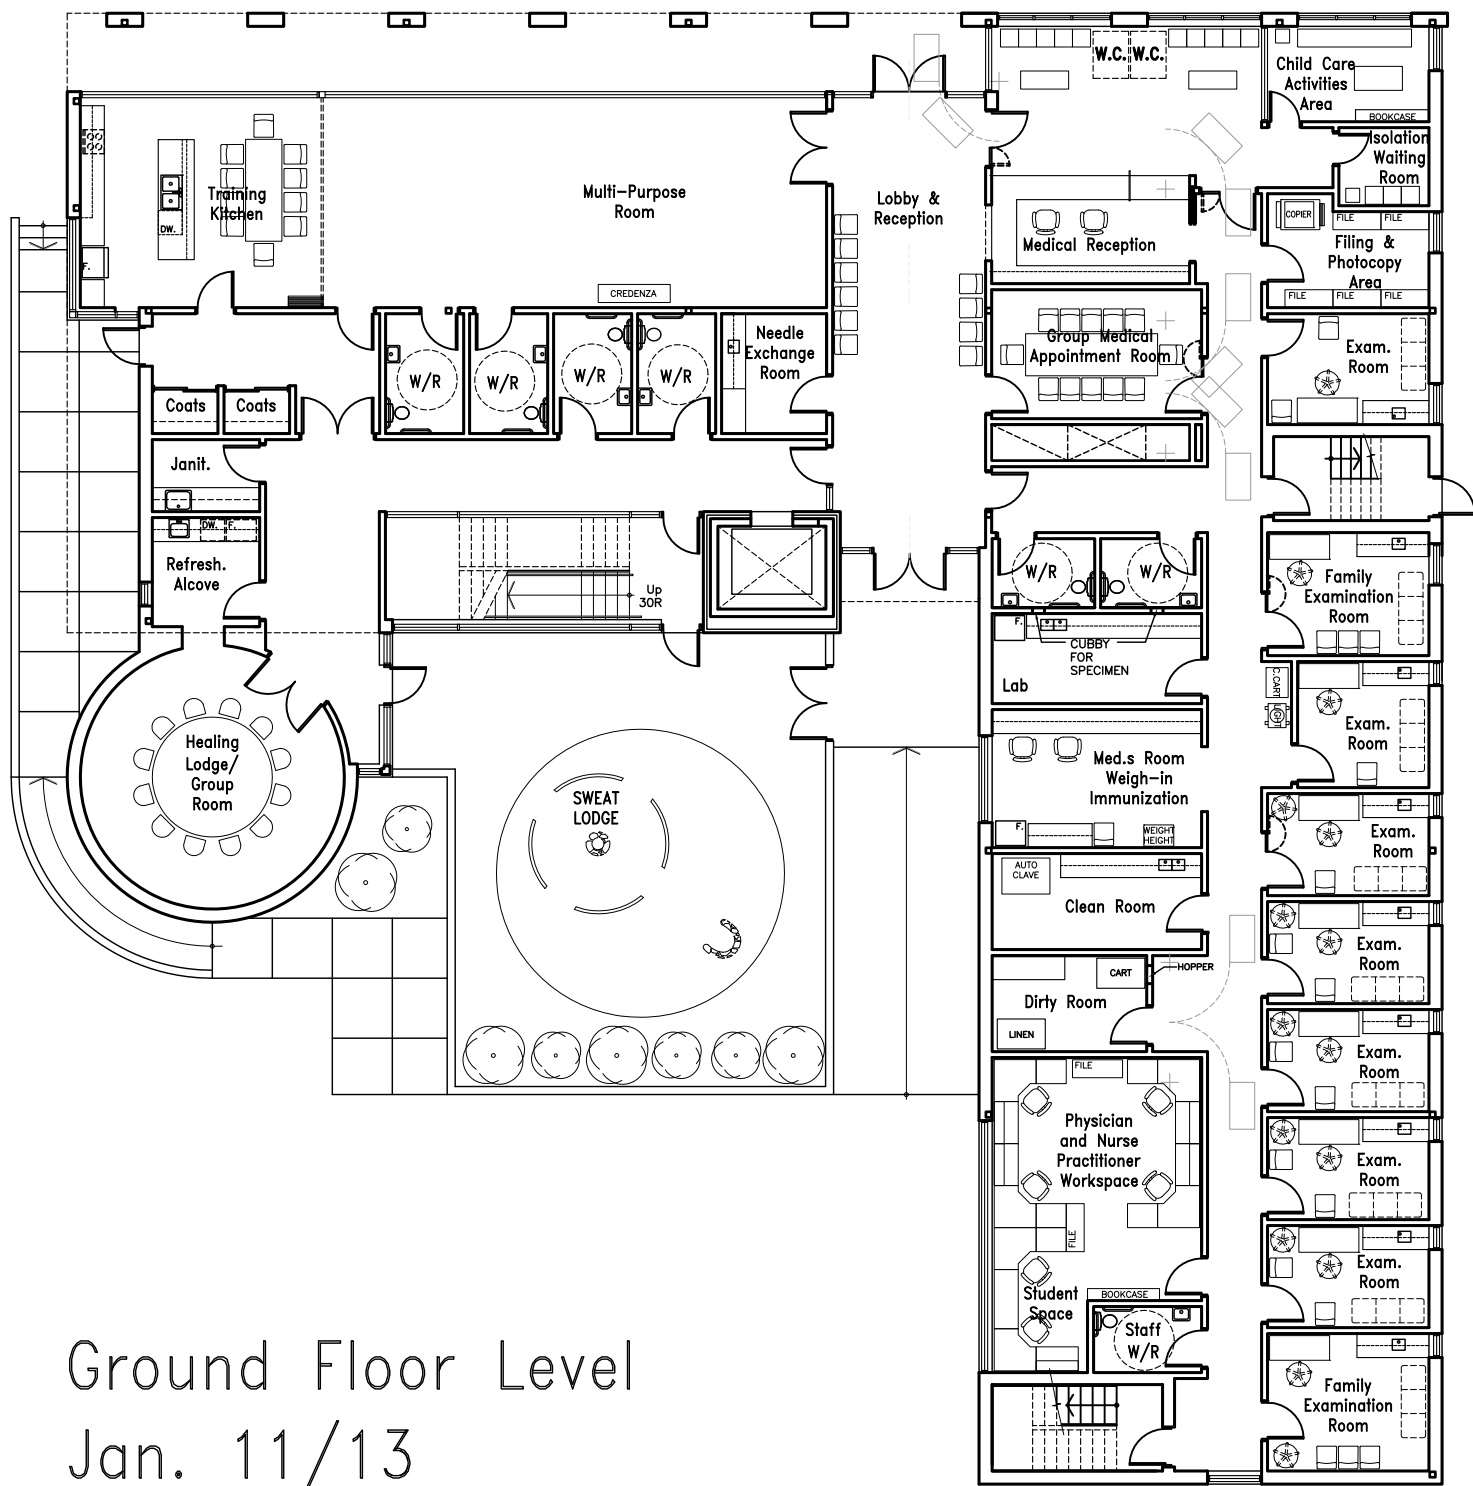 W.C.
W.C.
Child Care
Activities
Area
BOOKCASE
Isolation
Waiting
Room
Training
Kitchen
DW.
F.
Multi-Purpose
Room
CREDENZA
Lobby &
Reception
Medical Reception
COPIER
FILE
FILE
Filing &
Photocopy
Area
FILE
FILE
FILE
Needle
Exchange
Room
Group Medical
Appointment Room
Exam.
Room
W/R
W/R
W/R
W/R
Coats
Coats
Janit.
DW.
F.
Refresh.
Alcove
Up
30R
W/R
W/R
Family
Examination
Room
F.
CUBBY
FOR
SPECIMEN
Lab
C.CART
LIGHT
Exam.
Room
Healing
Lodge/
Group
Room
SWEAT
LODGE
Med.s Room
Weigh-in
Immunization
F.
WEIGHT
HEIGHT
Exam.
Room
AUTO
CLAVE
Clean Room
Exam.
Room
CART
HOPPER
Dirty Room
LINEN
Exam.
Room
FILE
Physician
and Nurse
Practitioner
Workspace
Exam.
Room
FILE
Exam.
Room
Student
Space
BOOKCASE
Staff
W/R
Family
Examination
Room
Ground Floor Level
Jan. 11/13